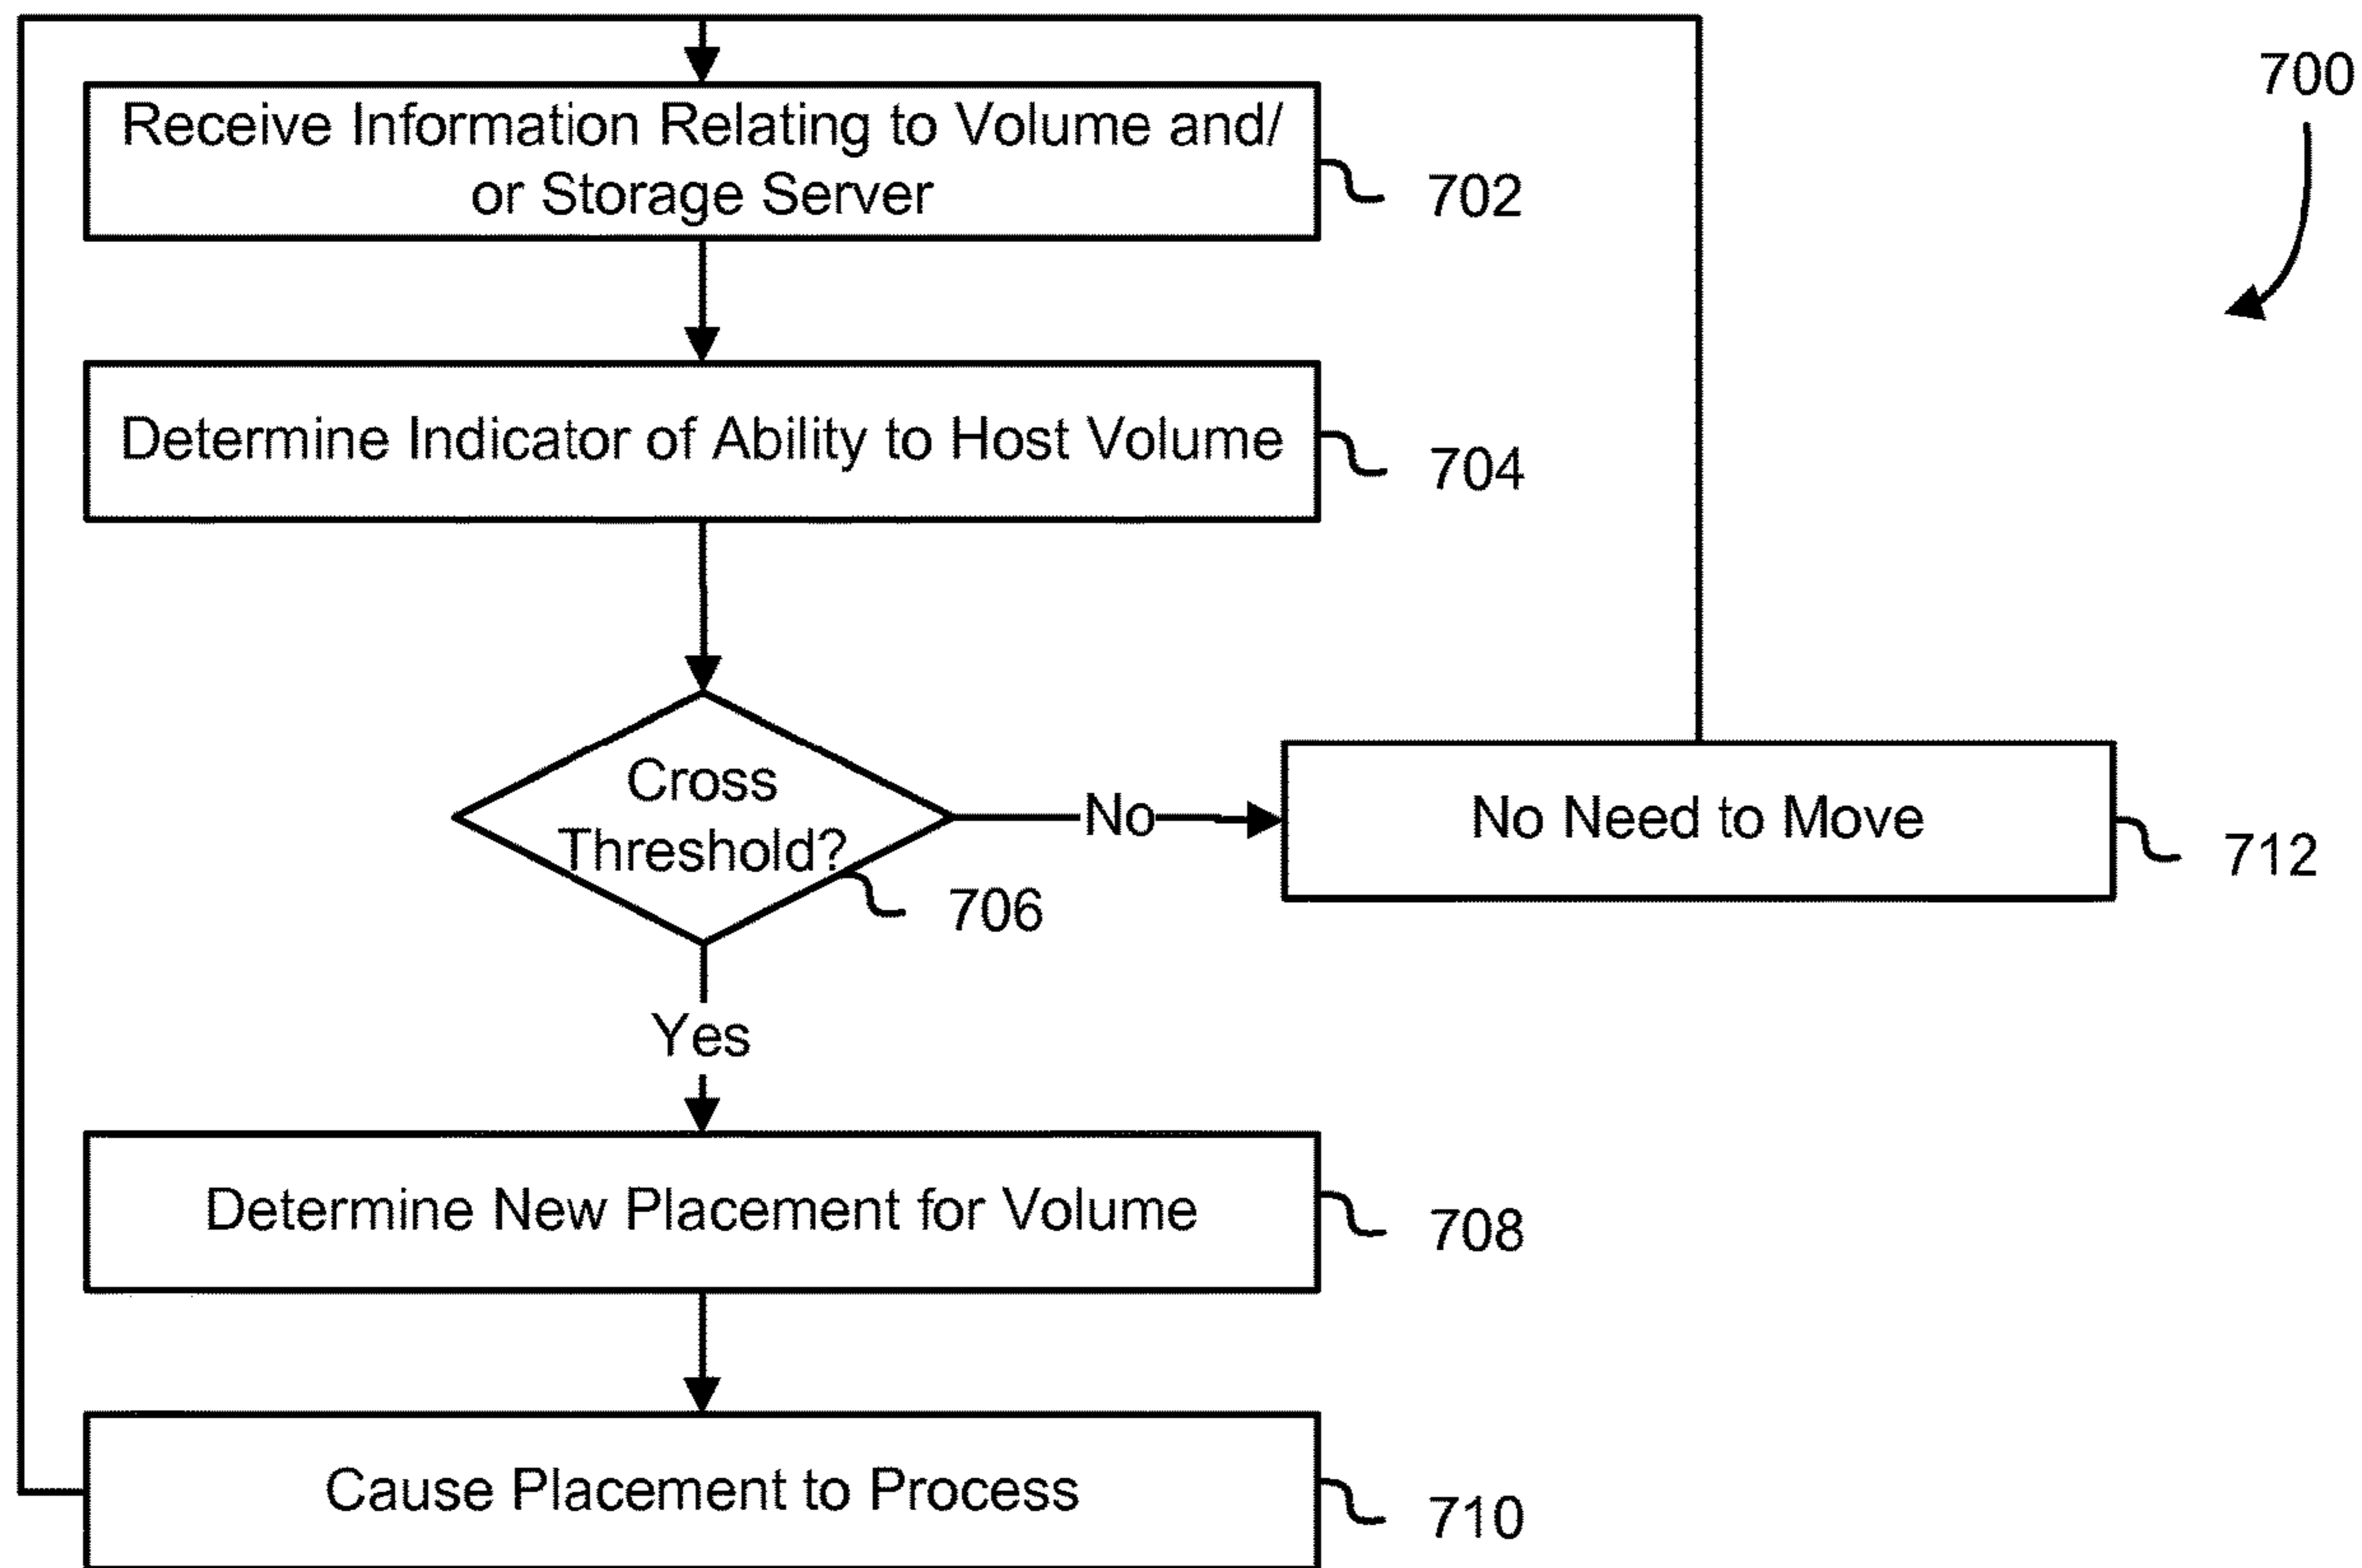 700
Receive Information Relating to Volume and/
or Storage Server
702
Determine Indicator of Ability to Host Volume
704
Cross
Threshold?
706
No
No Need to Move
712
Yes
Determine New Placement for Volume
708
Cause Placement to Process
710